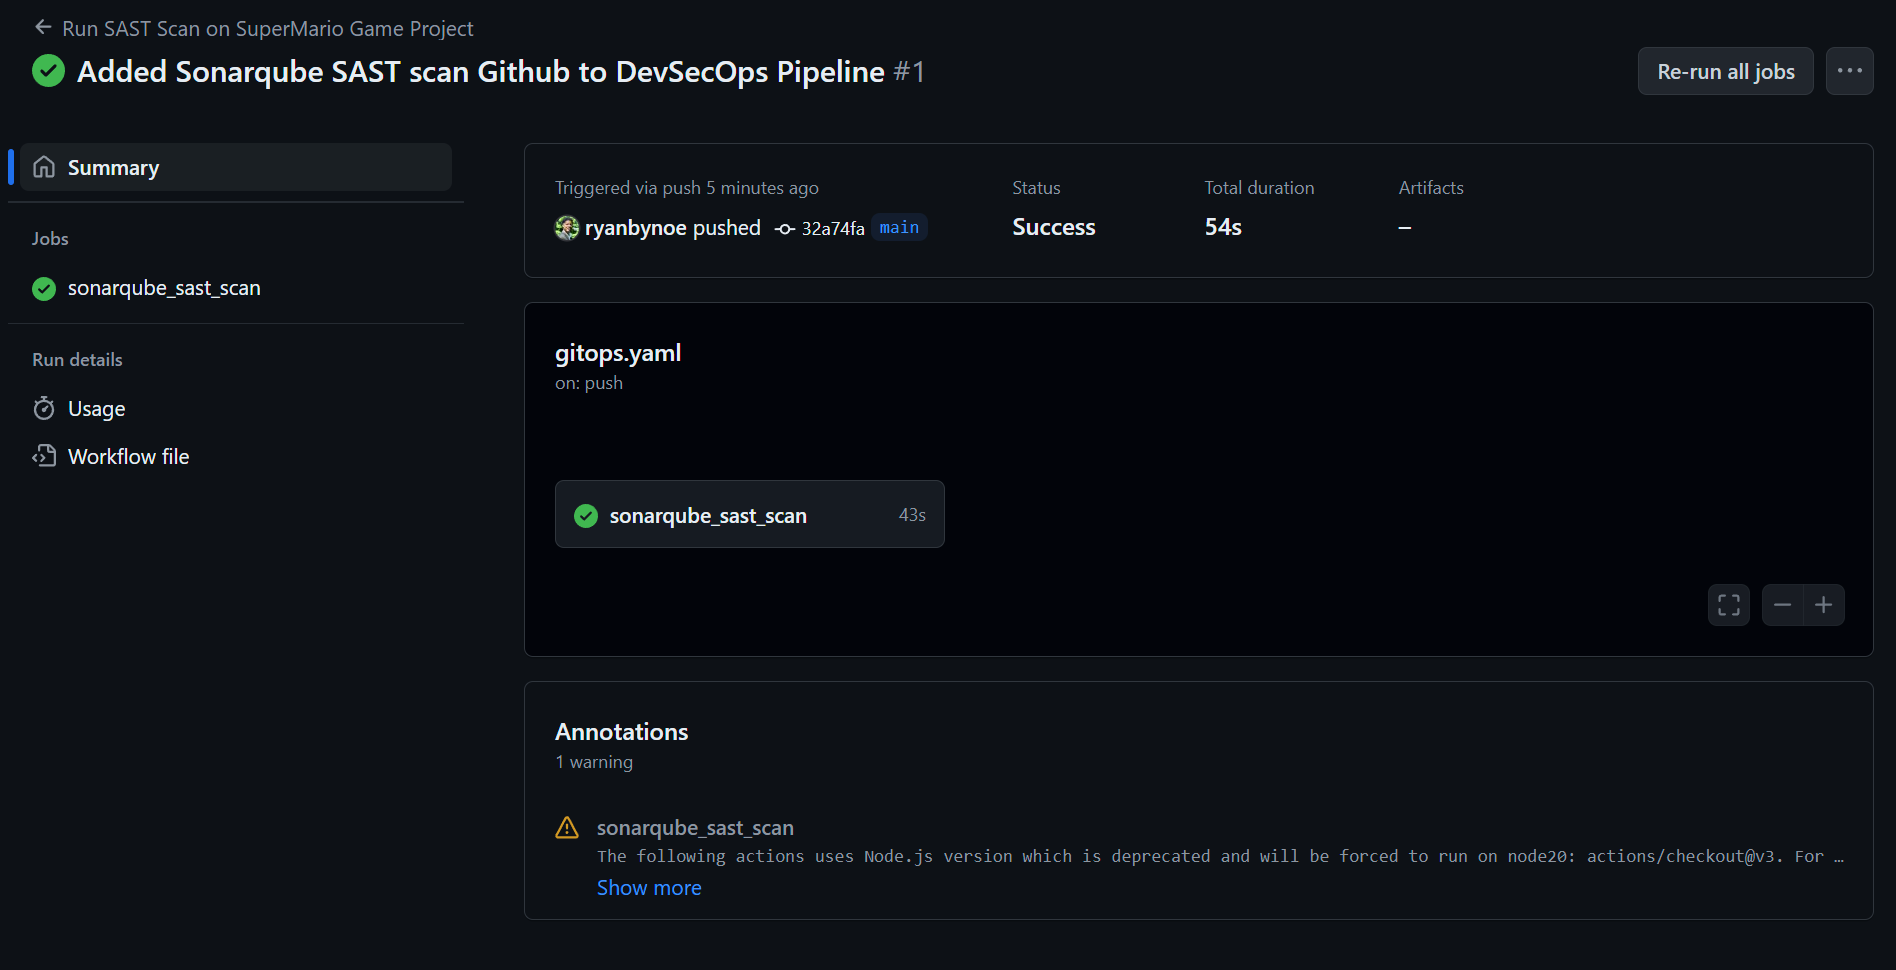 Run SAST Scan on SuperMario Game Project
Added Sonarqube SAST scan Github to DevSecOps Pipeline #1
Re-run all jobs
Summary
Jobs
sonarqube_sast_scan
Run details
Usage
Workflow file
Triggered via push 5 minutes ago
ryanbynoe pushed 32a74fa main
Status
Success
Total duration
54s
Artifacts
–
gitops.yaml
on: push
sonarqube_sast_scan 43s
Annotations
1 warning
sonarqube_sast_scan
The following actions uses Node.js version which is deprecated and will be forced to run on node20: actions/checkout@v3. For …
Show more